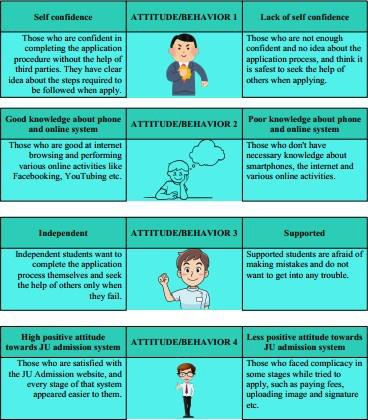 Self confidence
ATTITUDE/BEHAVIOR 1
Lack of self confidence
Those who are confident in
completing the application
procedure without the help of
third parties. They have clear
idea about the steps required to
be followed when apply.
Those who are not enough
confident and no idea about the
application process, and think it
is safest to seek the help of
others when applying.
Good knowledge about phone
and online system
ATTITUDE/BEHAVIOR 2
Poor knowledge about phone
and online system
Those who are good at internet
browsing and performing
various online activities like
Facebooking, YouTubing etc.
Those who don't have
necessary knowledge about
smartphones, the internet and
various online activities.
Independent
ATTITUDE/BEHAVIOR 3
Supported
Independent students want to
complete the application
process themselves and seek
the help of others only when
they fail.
Supported students are afraid of
making mistakes and do not
want to get into any trouble.
High positive attitude
towards JU admission system
ATTITUDE/BEHAVIOR 4
Less positive attitude towards
JU admission system
Those who are satisfied with
the JU Admission website, and
every stage of that system
appeared easier to them.
Those who faced complicacy in
some stages while tried to
apply, such as paying fees,
uploading image and signature
etc.